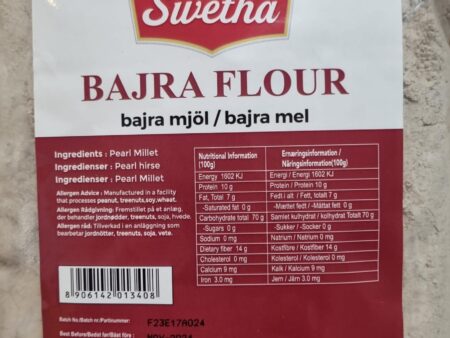 Swetha
BAJRA FLOUR
bajra mjöl / bajra mel
Ingredients : Pearl Millet
Ingredienser : Pearl hirse
Ingredienser : Pearl Millet
Allergen Advice : Manufactured in a facility
that processes peanut, treenuts,soy,wheat.
Allergen Rådgivning: Fremstillet på et anlæg,
der behandler jordnødder, treenuts, soja, hvede.
Allergen råd: Tillverkad i en anläggning som
bearbetar jordnötter, treenuts, soja, vete.
8 906142 013408
Nutritional Information
(100g)
Energy 1602 KJ
Protein 10 g
Fat, Total 7 g
-Saturated fat 0 g
Carbohydrate total 70 g
-Sugars 0 g
Sodium 0 mg
Dietary fiber 14 g
Cholesterol 0 mg
Calcium 9 mg
Iron 3.0 mg
Ernæringsinformation /
Näringsinformation(100g)
Energi / Energi 1602 KJ
Protein / Protein 10 g
Fedt i alt / Fett, totalt 7 g
-Mættet fedt / -Mättat fett 0 g
Samlet kulhydrat / kolhydrat Totalt 70 g
-Sukker / -Socker 0 g
Natrium / Natrium 0 mg
Kostfibre / Kostfiber 14 g
Kolesterol / Kolesterol 0 mg
Kalk / Kalcium 9 mg
Jern / Järn 3.0 mg
Batch No./Batch nr./Partinummer: F23E17A024
Best Before/Bedst før/Bäst före : NOV 2024